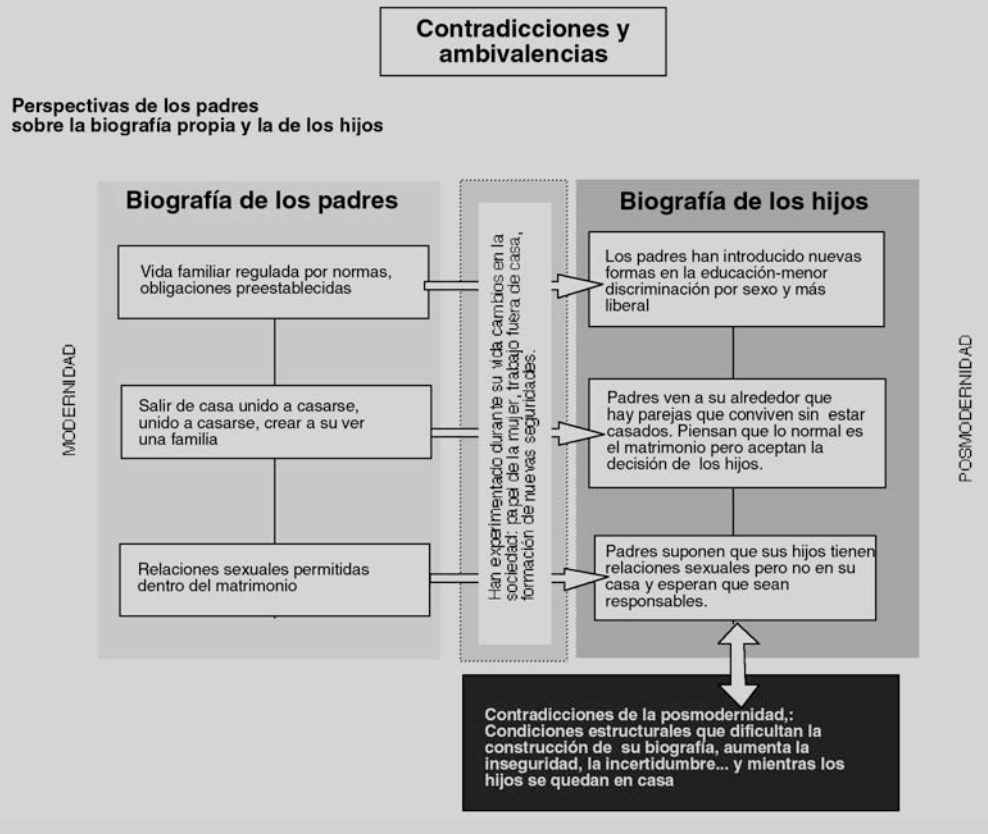 Contradicciones y
ambivalencias
Perspectivas de los padres
sobre la biografía propia y la de los hijos
Biografía de los padres
Biografía de los hijos
MODERNIDAD
Vida familiar regulada por normas,
obligaciones preestablecidas
Salir de casa unido a casarse,
unido a casarse, crear a su ver
una familia
Relaciones sexuales permitidas
dentro del matrimonio
Han experimentado durante su vida cambios en la
sociedad: papel de la mujer, trabajo fuera de casa,
formación de nuevas seguridades.
Los padres han introducido nuevas
formas en la educación-menor
discriminación por sexo y más
liberal
Padres ven a su alrededor que
hay parejas que conviven sin estar
casados. Piensan que lo normal es
el matrimonio pero aceptan la
decisión de los hijos.
Padres suponen que sus hijos tienen
relaciones sexuales pero no en su
casa y esperan que sean
responsables.
POSMODERNIDAD
Contradicciones de la posmodernidad,:
Condiciones estructurales que dificultan la
construcción de su biografía, aumenta la
inseguridad, la incertidumbre... y mientras los
hijos se quedan en casa